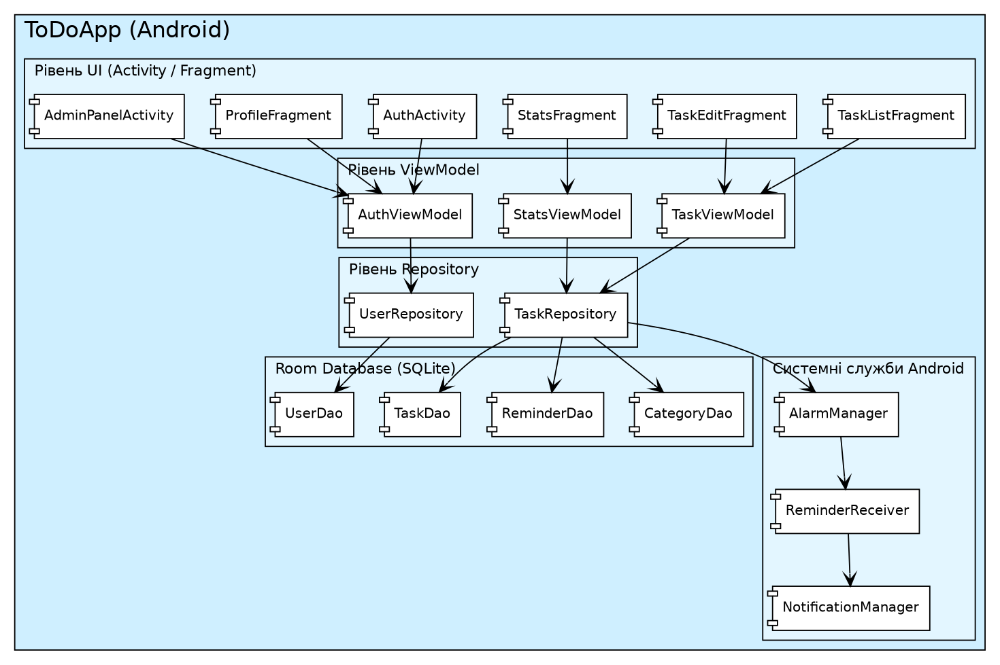 ToDoApp (Android)
Рівень UI (Activity / Fragment)
AdminPanelActivity
ProfileFragment
AuthActivity
StatsFragment
TaskEditFragment
TaskListFragment
Рівень ViewModel
AuthViewModel
StatsViewModel
TaskViewModel
Рівень Repository
UserRepository
TaskRepository
Room Database (SQLite)
UserDao
TaskDao
ReminderDao
CategoryDao
Системні служби Android
AlarmManager
ReminderReceiver
NotificationManager